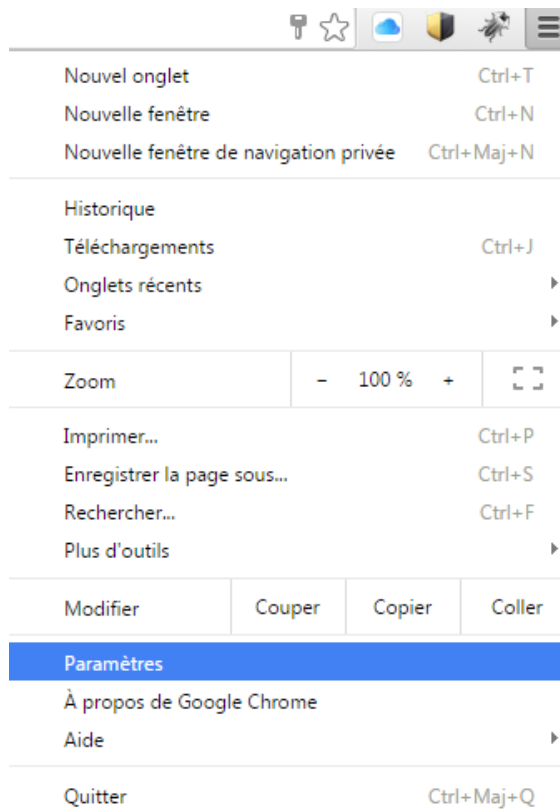 Nouvel onglet Ctrl+T
Nouvelle fenêtre Ctrl+N
Nouvelle fenêtre de navigation privée Ctrl+Maj+N
Historique
Téléchargements Ctrl+J
Onglets récents
Favoris
Zoom - 100 % +
Imprimer... Ctrl+P
Enregistrer la page sous... Ctrl+S
Rechercher... Ctrl+F
Plus d'outils
Modifier Couper Copier Coller
Paramètres
À propos de Google Chrome
Aide
Quitter Ctrl+Maj+Q